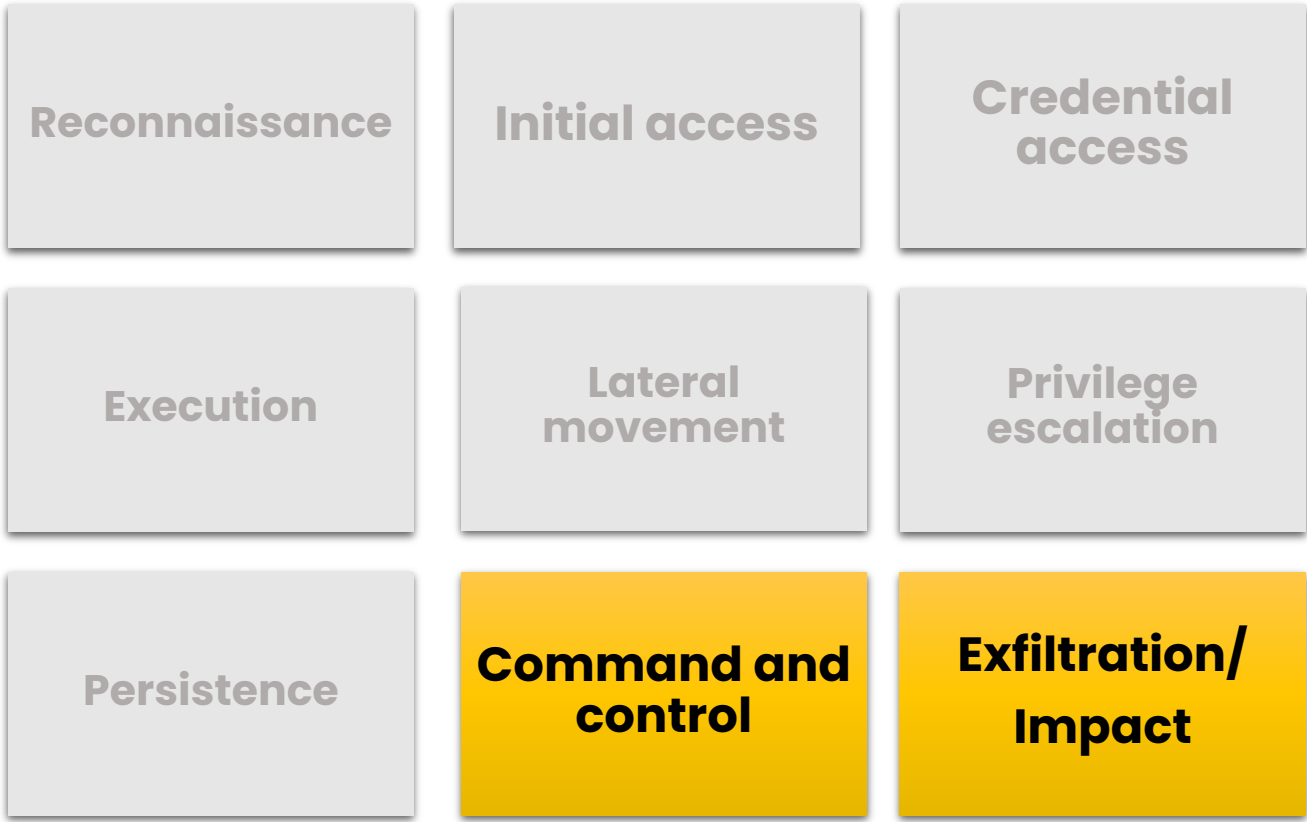 Reconnaissance
Initial access
Credential
access
Execution
Lateral
movement
Privilege
escalation
Persistence
Command and
control
Exfiltration/
Impact